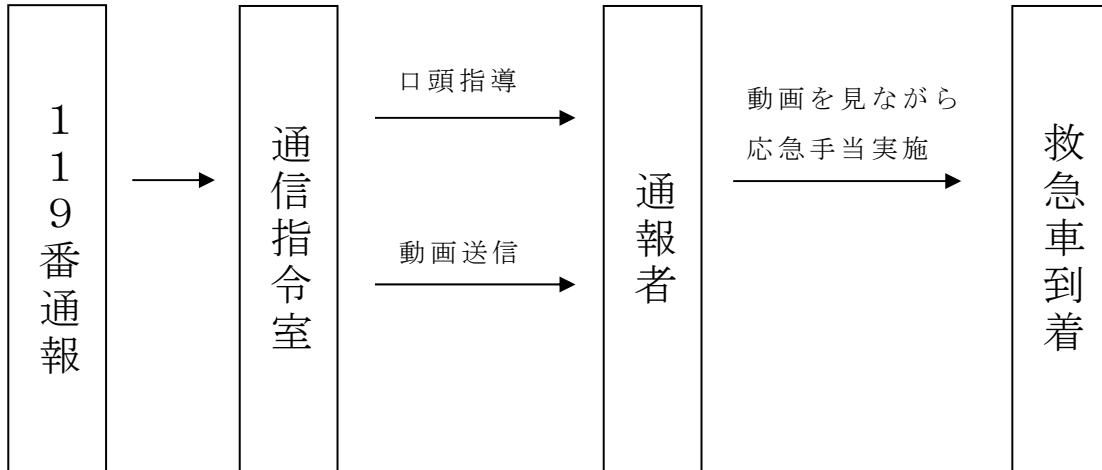 119番通報
通信指令室
口頭指導
動画送信
通報者
動画を見ながら
応急手当実施
救急車到着